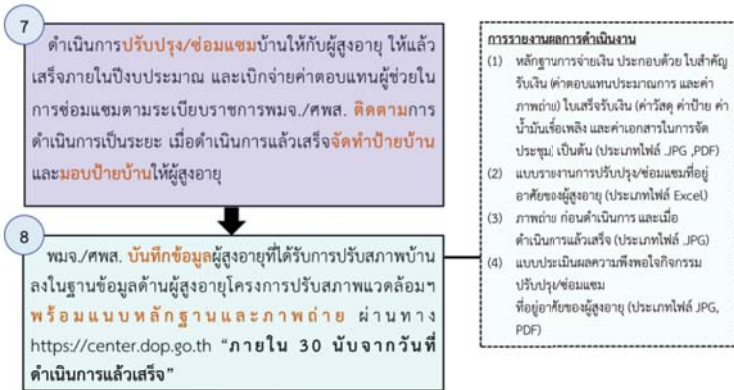 7
ดำเนินการปรับปรุง/ซ่อมแซมบ้านให้กับผู้สูงอายุ ให้แล้ว
เสร็จภายในปีงบประมาณ และเบิกจ่ายค่าตอบแทนผู้ช่วยใน
การซ่อมแซมตามระเบียบราชการพมจ./ศพส. ติดตามการ
ดำเนินการเป็นระยะ เมื่อดำเนินการแล้วเสร็จจัดทำป้ายบ้าน
และมอบป้ายบ้านให้ผู้สูงอายุ
8
พมจ./ศพส. บันทึกข้อมูลผู้สูงอายุที่ได้รับการปรับสภาพบ้าน
ลงในฐานข้อมูลด้านผู้สูงอายุโครงการปรับสภาพแวดล้อมฯ
พร้อมแนบหลักฐานและภาพถ่าย ผ่านทาง
https://center.dop.go.th “ภายใน 30 นับจากวันที่
ดำเนินการแล้วเสร็จ”
การรายงานผลการดำเนินงาน
(1) หลักฐานการจ่ายเงิน ประกอบด้วย ใบสำคัญ
รับเงิน (ค่าตอบแทนประมาณการ และค่า
ภาพถ่าย) ใบเสร็จรับเงิน (ค่าวัสดุ ค่าป้าย ค่า
น้ำมันเชื้อเพลิง และค่าเอกสารในการจัด
ประชุม) เป็นต้น (ประเภทไฟล์ .JPG ,PDF)
(2) แบบรายงานการปรับปรุง/ซ่อมแซมที่อยู่
อาศัยของผู้สูงอายุ (ประเภทไฟล์ Excel)
(3) ภาพถ่าย ก่อนดำเนินการ และเมื่อ
ดำเนินการแล้วเสร็จ (ประเภทไฟล์ .JPG)
(4) แบบประเมินผลความพึงพอใจกิจกรรม
ปรับปรุง/ซ่อมแซม
ที่อยู่อาศัยของผู้สูงอายุ (ประเภทไฟล์ JPG,
PDF)